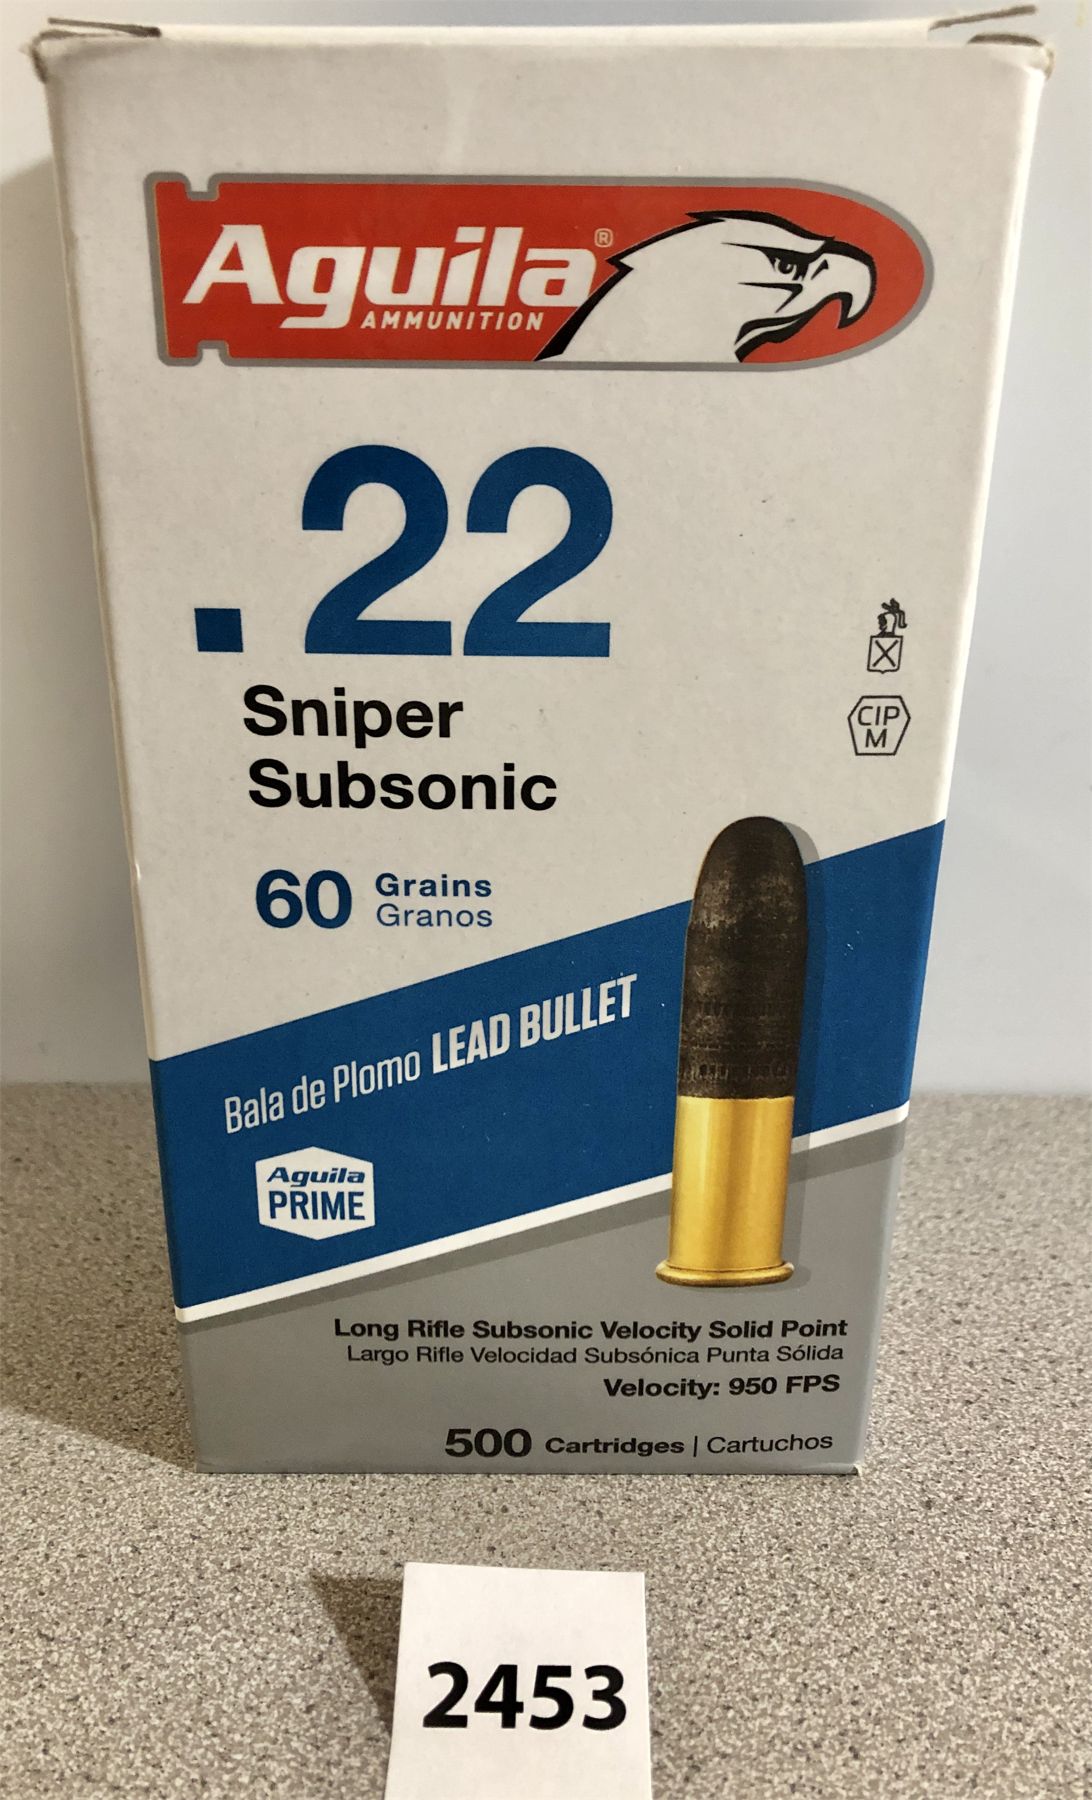 Aguila®
AMMUNITION
.22
Sniper
Subsonic
CIP
M
60 Grains
Granos
Bala de Plomo LEAD BULLET
Aguila
PRIME
Long Rifle Subsonic Velocity Solid Point
Largo Rifle Velocidad Subsónica Punta Sólida
Velocity: 950 FPS
500 Cartridges | Cartuchos
2453